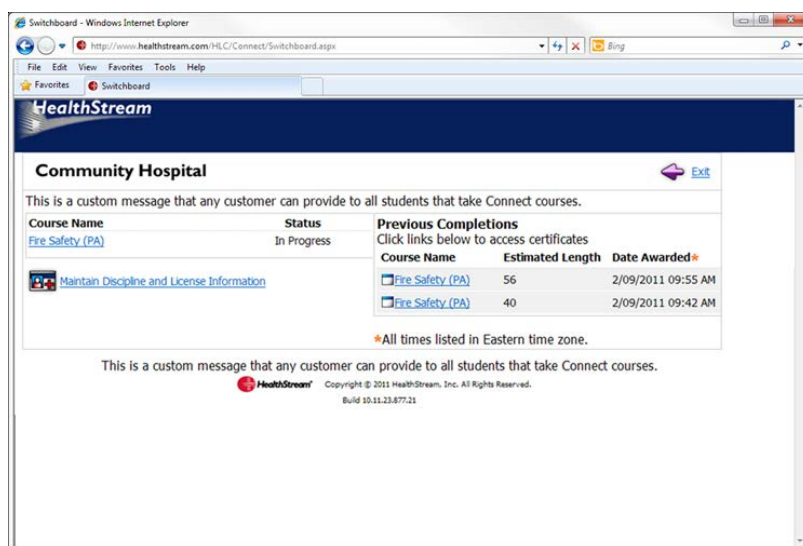 Switchboard - Windows Internet Explorer
http://www.healthstream.com/HLC/Connect/Switchboard.aspx
Bing
File Edit View Favorites Tools Help
Favorites Switchboard
HealthStream
Community Hospital
Exit
This is a custom message that any customer can provide to all students that take Connect courses.
Course Name Status
Fire Safety (PA) In Progress
Maintain Discipline and License Information
Previous Completions
Click links below to access certificates
Course Name Estimated Length Date Awarded*
Fire Safety (PA) 56 2/09/2011 09:55 AM
Fire Safety (PA) 40 2/09/2011 09:42 AM
*All times listed in Eastern time zone.
This is a custom message that any customer can provide to all students that take Connect courses.
HealthStream Copyright © 2011 HealthStream, Inc. All Rights Reserved.
Build 10.11.23.877.21